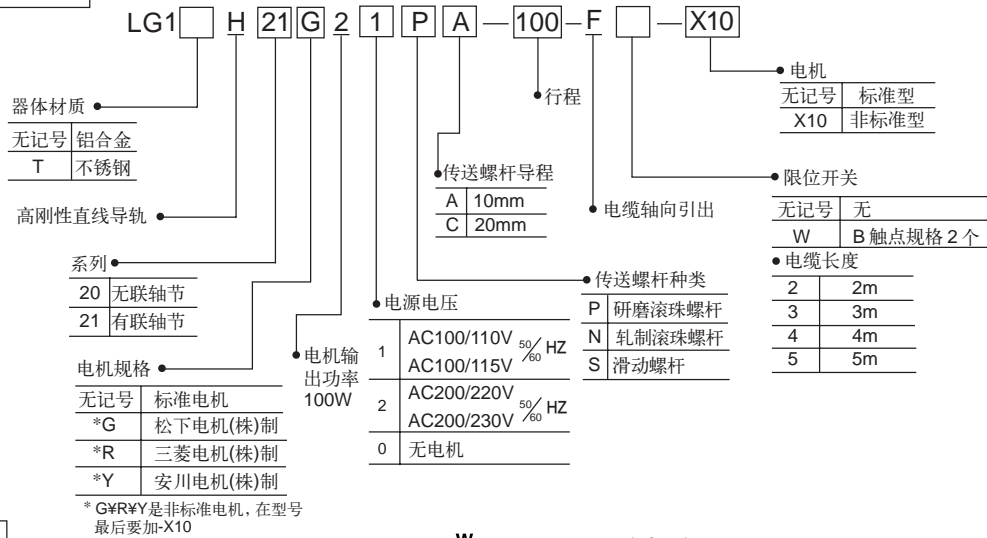 LG1 H 21 G 2 1 P A — 100 — F — X10
器体材质
无记号 铝合金
T 不锈钢
高刚性直线导轨
系列
20 无联轴节
21 有联轴节
电机规格
无记号 标准电机
*G 松下电机(株)制
*R 三菱电机(株)制
*Y 安川电机(株)制
* G¥R¥Y是非标准电机，在型号
最后要加-X10
电机输
出功率
100W
电源电压
1 AC100/110V 50/60 HZ
AC100/115V
2 AC200/220V 50/60 HZ
AC200/230V
0 无电机
传送螺杆种类
P 研磨滚珠螺杆
N 轧制滚珠螺杆
S 滑动螺杆
传送螺杆导程
A 10mm
C 20mm
行程
电缆轴向引出
电机
无记号 标准型
X10 非标准型
限位开关
无记号 无
W B 触点规格 2 个
电缆长度
2 2m
3 3m
4 4m
5 5m